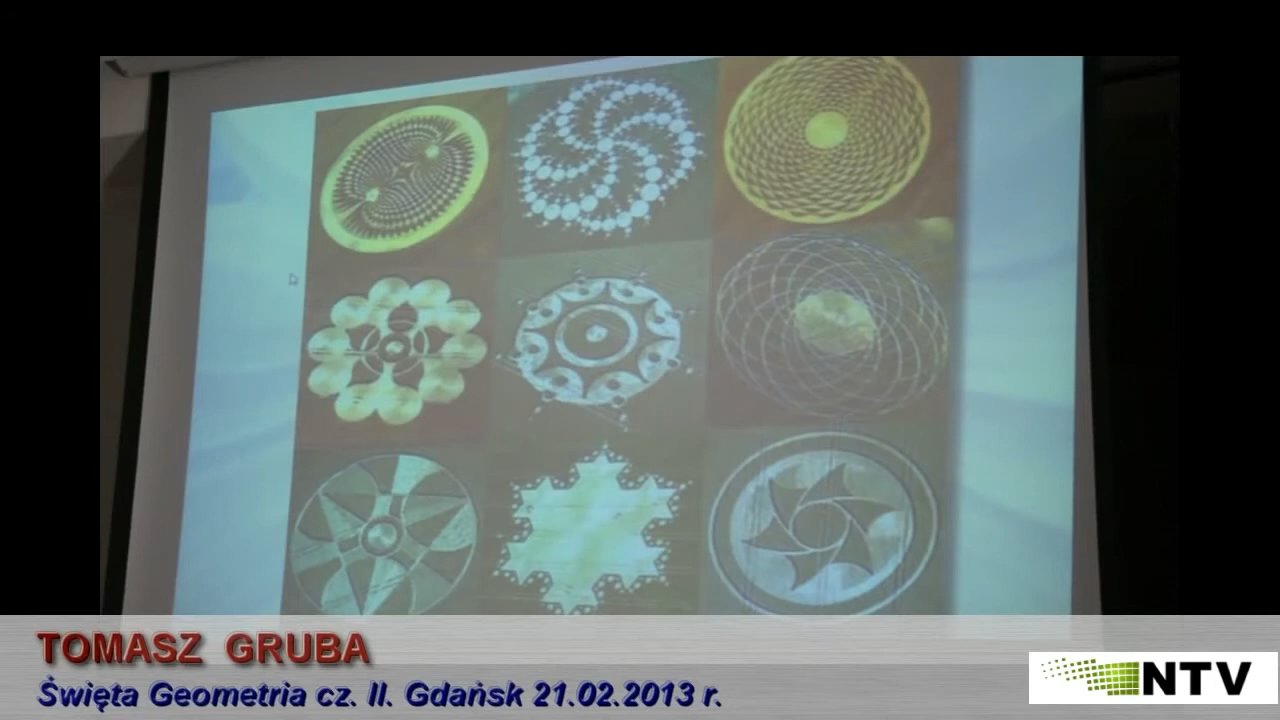 TOMASZ GRUBA
Święta Geometria cz. II. Gdańsk 21.02.2013 r.
NTV